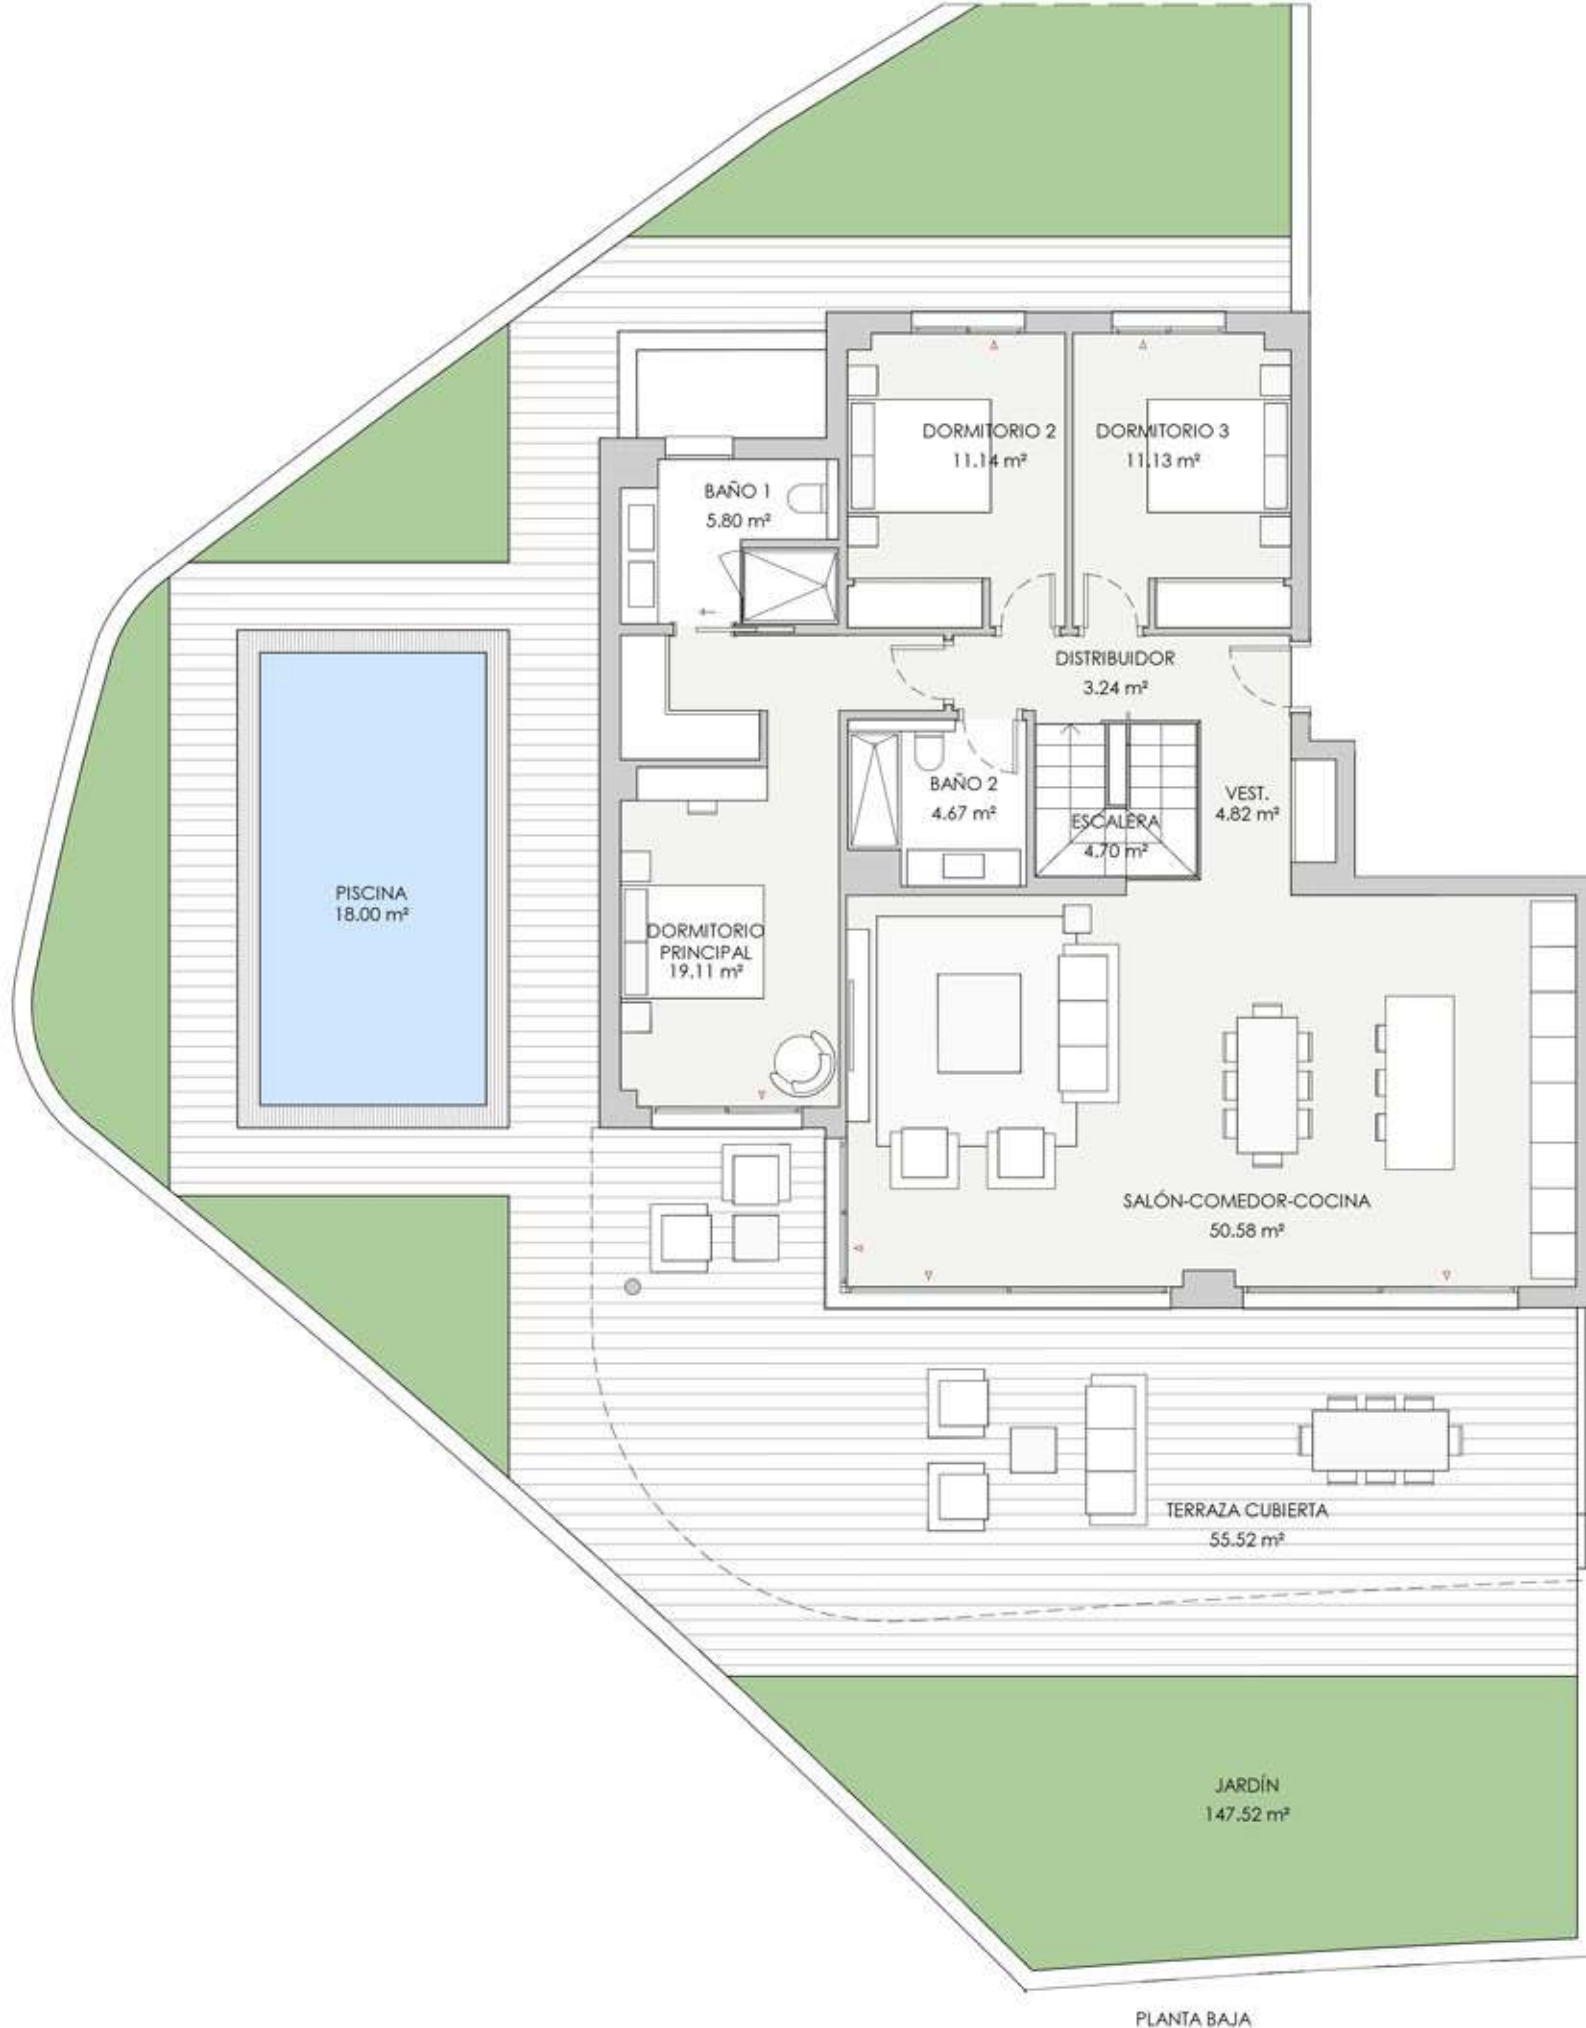 DORMITORIO 2
11.14 m²
DORMITORIO 3
11.13 m²
BAÑO 1
5.80 m²
DISTRIBUIDOR
3.24 m²
BAÑO 2
4.67 m²
ESCALERA
4.70 m²
VEST.
4.82 m²
PISCINA
18.00 m²
DORMITORIO
PRINCIPAL
19.11 m²
SALÓN-COMEDOR-COCINA
50.58 m²
TERRAZA CUBIERTA
55.52 m²
JARDÍN
147.52 m²
PLANTA BAJA